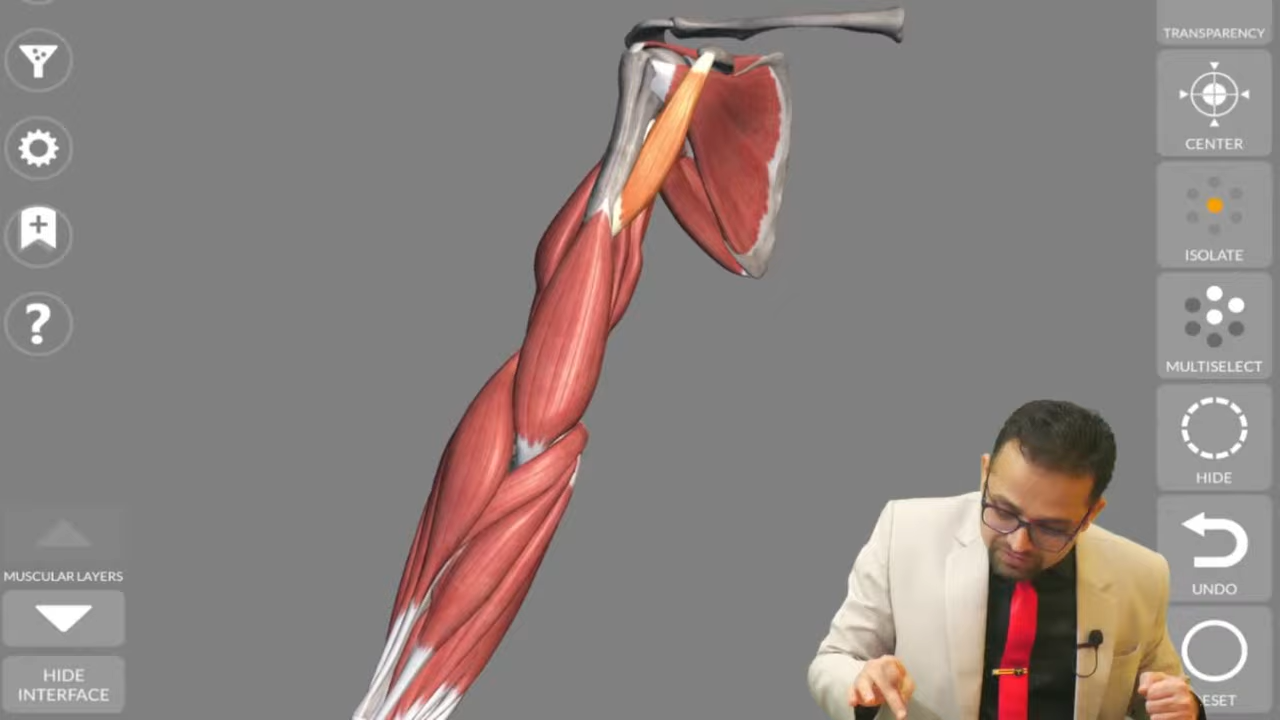 TRANSPARENCY
CENTER
ISOLATE
MULTISELECT
HIDE
UNDO
ESET
MUSCULAR LAYERS
HIDE
INTERFACE
?